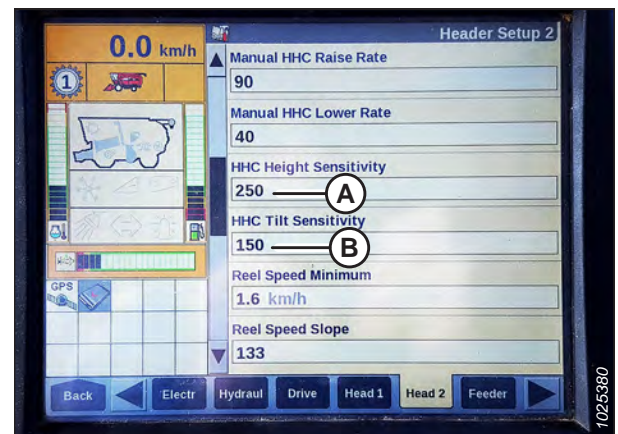 0.0 km/h
Header Setup 2
1
Manual HHC Raise Rate
90
Manual HHC Lower Rate
40
HHC Height Sensitivity
250
A
HHC Tilt Sensitivity
150
B
Reel Speed Minimum
1.6 km/h
Reel Speed Slope
133
GPS
Back
Electr
Hydraul
Drive
Head 1
Head 2
Feeder
1025380